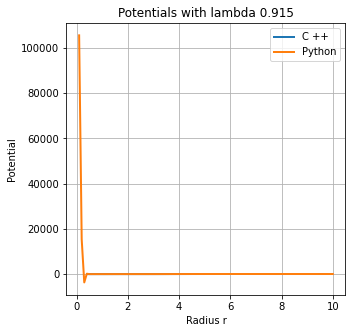 Potentials with lambda 0.915
C ++
Python
100000
80000
60000
40000
20000
0
Potential
0 2 4 6 8 10
Radius r